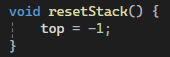 void resetStack() {
    top = -1;
}